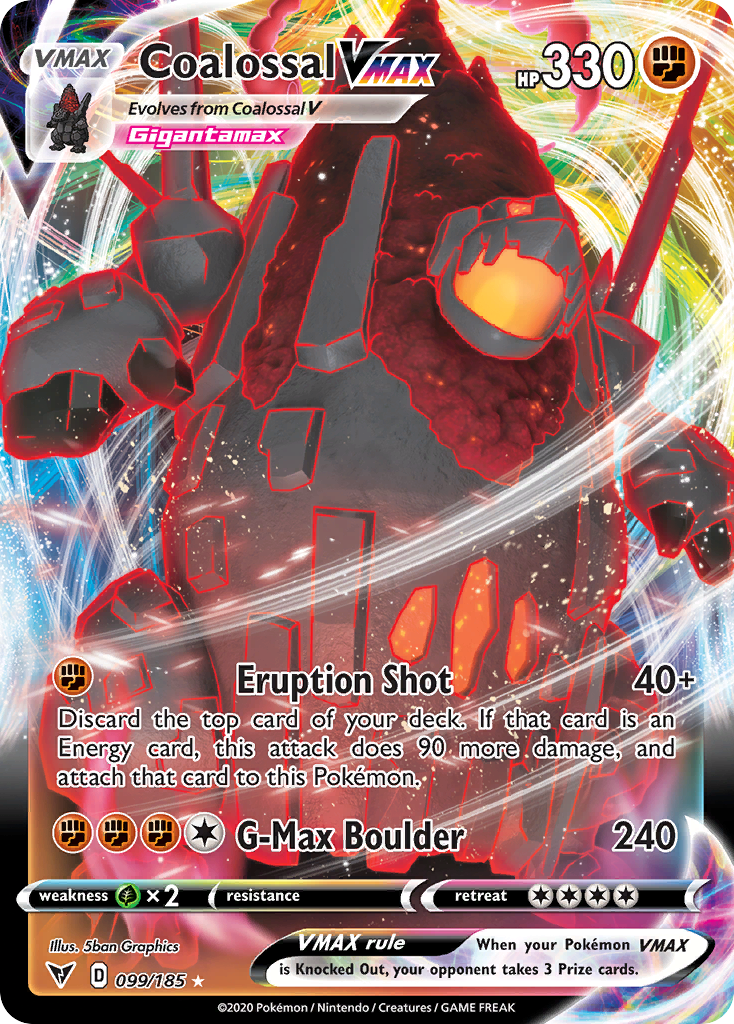 VMAX Coalossal VMAX HP 330
Evolves from Coalossal V
Gigantamax
Eruption Shot 40+
Discard the top card of your deck. If that card is an
Energy card, this attack does 90 more damage, and
attach that card to this Pokémon.
G-Max Boulder 240
weakness ×2 resistance retreat
Illus. 5ban Graphics
VMAX rule When your Pokémon VMAX
is Knocked Out, your opponent takes 3 Prize cards.
D 099/185
©2020 Pokémon / Nintendo / Creatures / GAME FREAK